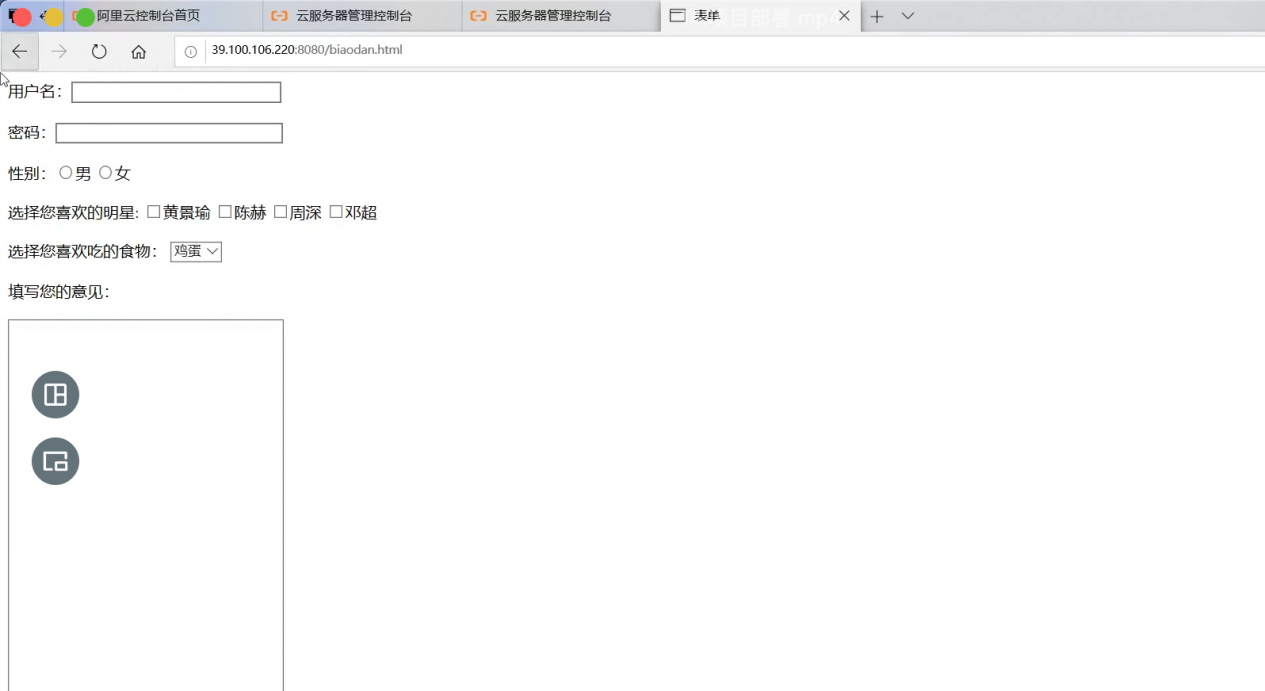 阿里云控制台首页 云服务器管理控制台 云服务器管理控制台 表单
39.100.106.220:8080/biaodan.html
用户名：
密码：
性别： 男 女
选择您喜欢的明星: 黄景瑜 陈赫 周深 邓超
选择您喜欢吃的食物： 鸡蛋
填写您的意见：